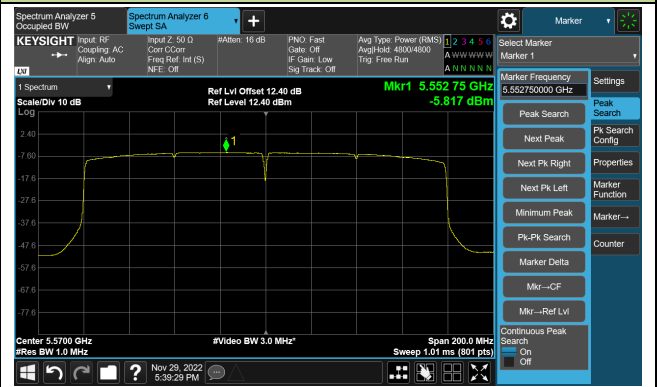 Spectrum Analyzer 5
Occupied BW
Spectrum Analyzer 6
Swept SA
Marker
KEYSIGHT
Input: RF
Coupling: AC
Align: Auto
Input Z: 50 Ω
Corr CCorr
Freq Ref: Int (S)
NFE: Off
#Atten: 16 dB
PNO: Fast
Gate: Off
IF Gain: Low
Sig Track: Off
Avg Type: Power (RMS)
Avg|Hold: 4800/4800
Trig: Free Run
1 2 3 4 5 6
A W W W W W
A N N N N N
LXI
Select Marker
Marker 1
1 Spectrum
Scale/Div 10 dB
Log
Ref Lvl Offset 12.40 dB
Ref Level 12.40 dBm
Mkr1 5.552 75 GHz
-5.817 dBm
2.40
-7.60
-17.6
-27.6
-37.6
-47.6
-57.6
-67.6
-77.6
1
Center 5.5700 GHz
#Res BW 1.0 MHz
#Video BW 3.0 MHz*
Span 200.0 MHz
Sweep 1.01 ms (801 pts)
Marker Frequency
5.552750000 GHz
Peak Search
Next Peak
Next Pk Right
Next Pk Left
Minimum Peak
Pk-Pk Search
Marker Delta
Mkr→CF
Mkr→Ref Lvl
Continuous Peak
Search
On
Off
Settings
Peak
Search
Pk Search
Config
Properties
Marker
Function
Marker→
Counter
?
Nov 29, 2022
5:39:29 PM